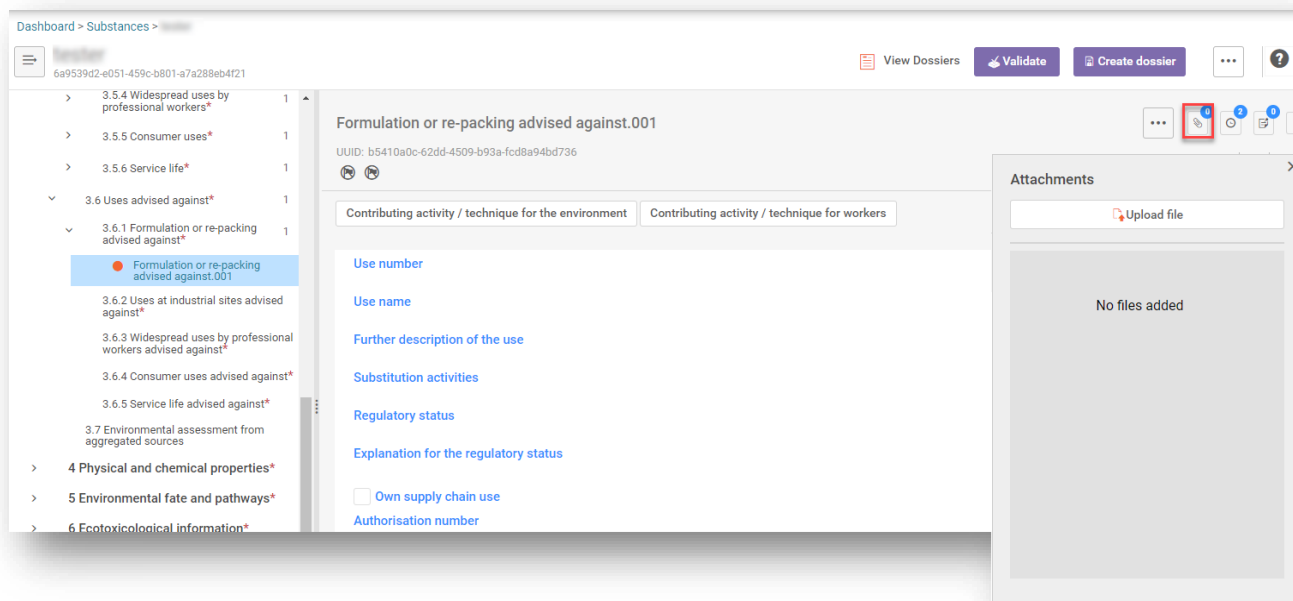 Dashboard > Substances >
6a9539d2-e051-459c-b801-a7a288eb4f21
View Dossiers
Validate
Create dossier
...
?
3.5.4 Widespread uses by
professional workers*
1
3.5.5 Consumer uses*
1
3.5.6 Service life*
1
3.6 Uses advised against*
1
3.6.1 Formulation or re-packing
advised against*
1
Formulation or re-packing
advised against.001
3.6.2 Uses at industrial sites advised
against*
3.6.3 Widespread uses by professional
workers advised against*
3.6.4 Consumer uses advised against*
3.6.5 Service life advised against*
3.7 Environmental assessment from
aggregated sources
4 Physical and chemical properties*
5 Environmental fate and pathways*
6 Ecotoxicological information*
Formulation or re-packing advised against.001
...
0
2
0
UUID: b5410a0c-62dd-4509-b93a-fcd8a94bd736
Contributing activity / technique for the environment
Contributing activity / technique for workers
Use number
Use name
Further description of the use
Substitution activities
Regulatory status
Explanation for the regulatory status
Own supply chain use
Authorisation number
Attachments
Upload file
No files added